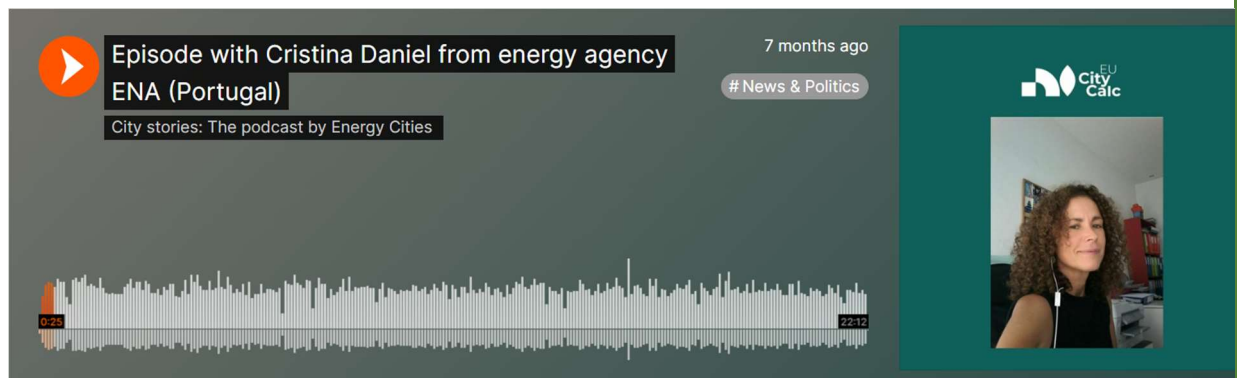 Episode with Cristina Daniel from energy agency
ENA (Portugal)
City stories: The podcast by Energy Cities
7 months ago
# News & Politics
EU
City
Calc
0:25
22:12